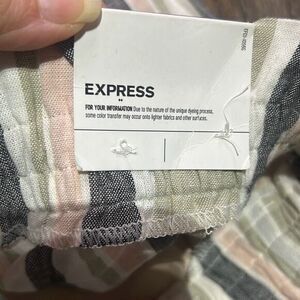 EXPRESS
FOR YOUR INFORMATION Due to the nature of the unique dyeing process,
some color transfer may occur onto lighter fabrics and other surfaces.